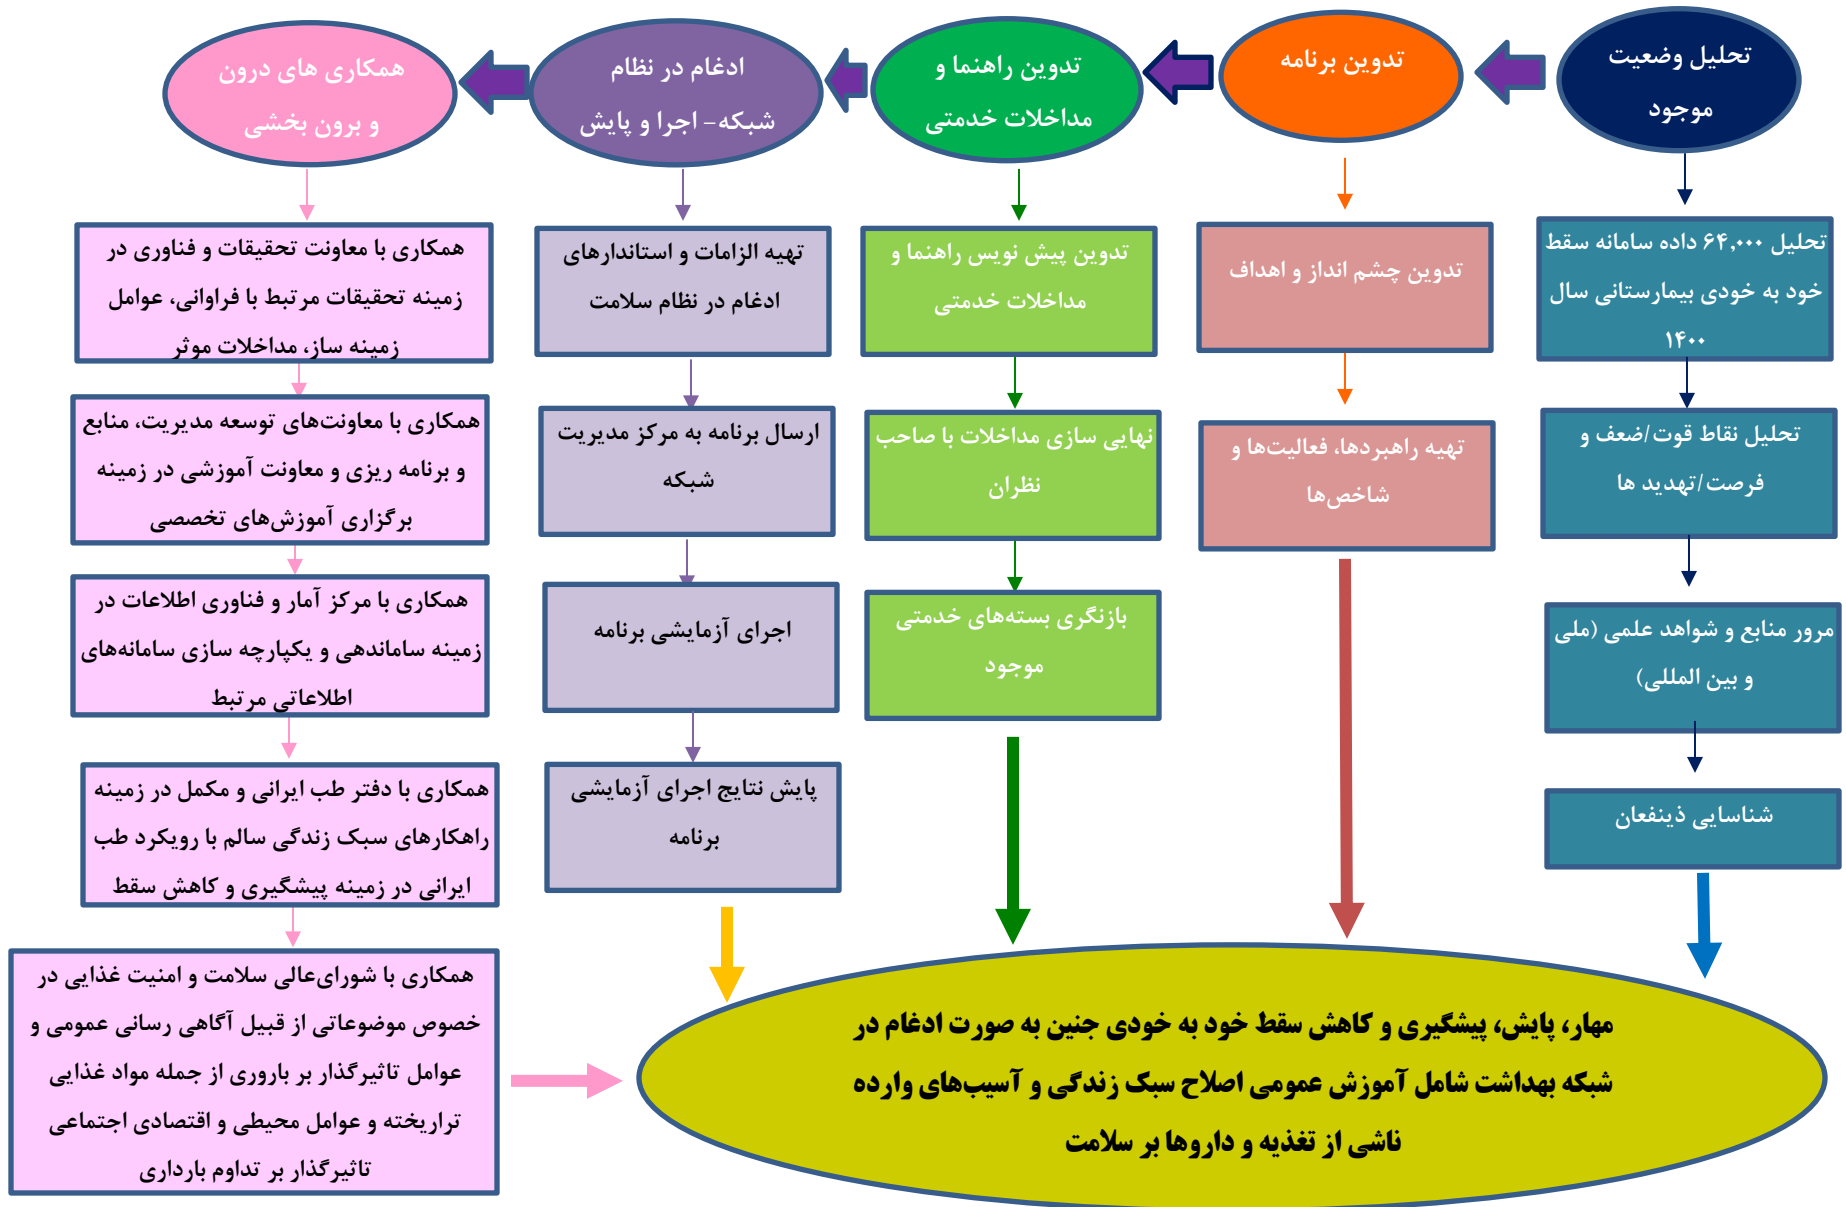 تحلیل وضعیت
موجود
تدوین برنامه
تدوین راهنما و
مداخلات خدمتی
ادغام در نظام
شبکه- اجرا و پایش
همکاری های درون
و برون بخشی
تحلیل ۶۴,۰۰۰ داده سامانه سقط
خود به خودی بیمارستانی سال
۱۴۰۰
تحلیل نقاط قوت/ضعف و
فرصت/تهدید ها
مرور منابع و شواهد علمی (ملی
و بین المللی)
شناسایی ذینفعان
تدوین چشم انداز و اهداف
تهیه راهبردها، فعالیت‌ها و
شاخص‌ها
تدوین پیش نویس راهنما و
مداخلات خدمتی
نهایی سازی مداخلات با صاحب
نظران
بازنگری بسته‌های خدمتی
موجود
تهیه الزامات و استاندارهای
ادغام در نظام سلامت
ارسال برنامه به مرکز مدیریت
شبکه
اجرای آزمایشی برنامه
پایش نتایج اجرای آزمایشی
برنامه
همکاری با معاونت تحقیقات و فناوری در
زمینه تحقیقات مرتبط با فراوانی، عوامل
زمینه ساز، مداخلات موثر
همکاری با معاونت‌های توسعه مدیریت، منابع
و برنامه ریزی و معاونت آموزشی در زمینه
برگزاری آموزش‌های تخصصی
همکاری با مرکز آمار و فناوری اطلاعات در
زمینه ساماندهی و یکپارچه سازی سامانه‌های
اطلاعاتی مرتبط
همکاری با دفتر طب ایرانی و مکمل در زمینه
راهکارهای سبک زندگی سالم با رویکرد طب
ایرانی در زمینه پیشگیری و کاهش سقط
همکاری با شورای‌عالی سلامت و امنیت غذایی در
خصوص موضوعاتی از قبیل آگاهی رسانی عمومی و
عوامل تاثیرگذار بر باروری از جمله مواد غذایی
تراریخته و عوامل محیطی و اقتصادی اجتماعی
تاثیرگذار بر تداوم بارداری
مهار، پایش، پیشگیری و کاهش سقط خود به خودی جنین به صورت ادغام در
شبکه بهداشت شامل آموزش عمومی اصلاح سبک زندگی و آسیب‌های وارده
ناشی از تغذیه و داروها بر سلامت